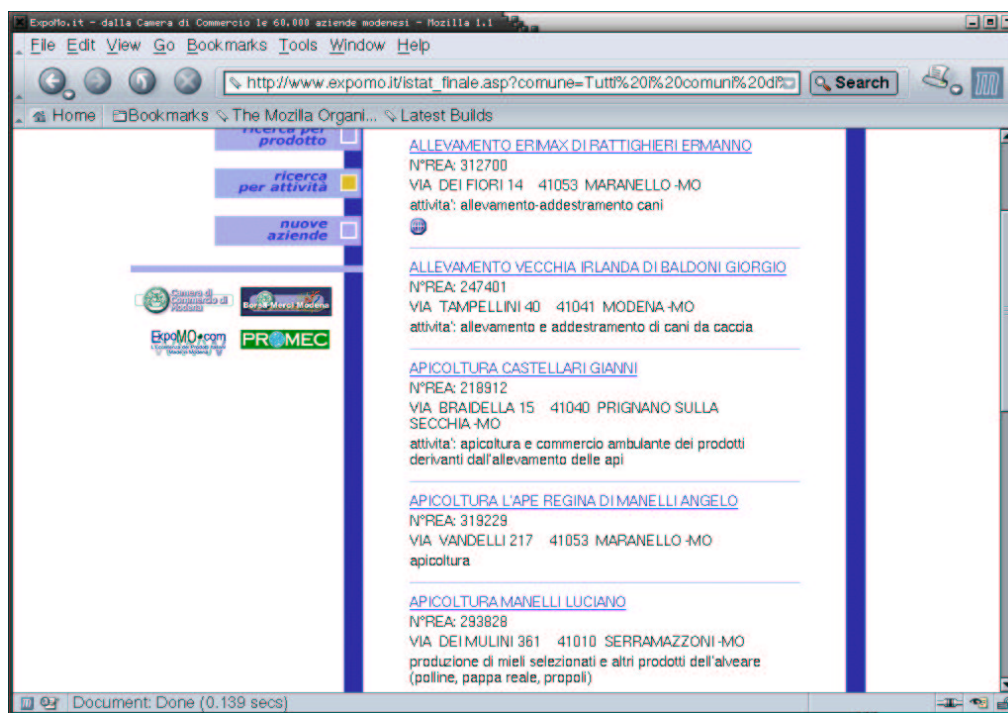 ExpoMo.it - dalla Camera di Commercio le 60.000 aziende modenesi - Mozilla 1.1
File Edit View Go Bookmarks Tools Window Help
http://www.expomo.it/istat_finale.asp?comune=Tutti%20i%20comuni%20di%
Search
Home Bookmarks The Mozilla Organi... Latest Builds
ricerca per
prodotto
ricerca
per attività
nuove
aziende
Camera di
Commercio di
Modena
Borsa Merci Modena
ExpoMO.com
PROMEC
ALLEVAMENTO ERIMAX DI RATTIGHIERI ERMANNO
N°REA: 312700
VIA DEI FIORI 14 41053 MARANELLO -MO
attivita': allevamento-addestramento cani
ALLEVAMENTO VECCHIA IRLANDA DI BALDONI GIORGIO
N°REA: 247401
VIA TAMPELLINI 40 41041 MODENA -MO
attivita': allevamento e addestramento di cani da caccia
APICOLTURA CASTELLARI GIANNI
N°REA: 218912
VIA BRAIDELLA 15 41040 PRIGNANO SULLA
SECCHIA -MO
attivita': apicoltura e commercio ambulante dei prodotti
derivanti dall'allevamento delle api
APICOLTURA L'APE REGINA DI MANELLI ANGELO
N°REA: 319229
VIA VANDELLI 217 41053 MARANELLO -MO
apicoltura
APICOLTURA MANELLI LUCIANO
N°REA: 293828
VIA DEI MULINI 361 41010 SERRAMAZZONI -MO
produzione di mieli selezionati e altri prodotti dell'alveare
(polline, pappa reale, propoli)
Document: Done (0.139 secs)